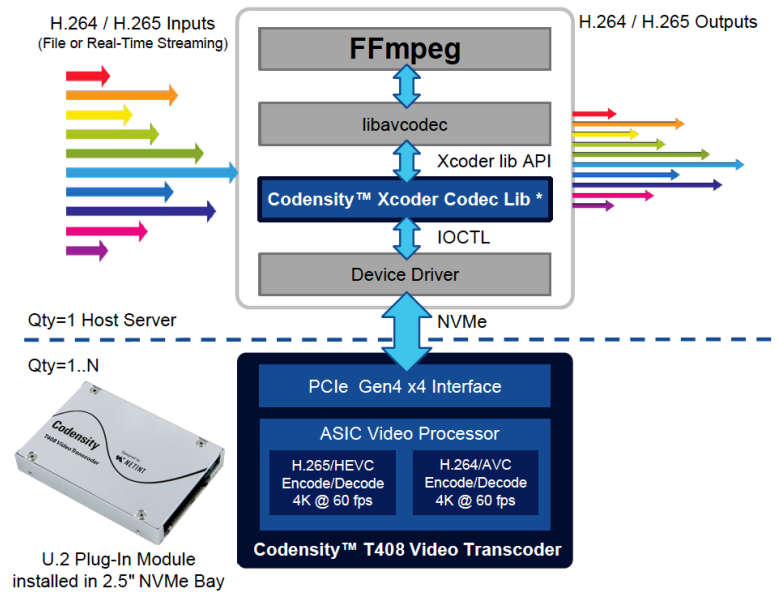 H.264 / H.265 Inputs
(File or Real-Time Streaming)
FFmpeg
H.264 / H.265 Outputs
libavcodec
Xcoder lib API
Codensity™ Xcoder Codec Lib *
IOCTL
Device Driver
Qty=1 Host Server
NVMe
Qty=1..N
PCIe Gen4 x4 Interface
ASIC Video Processor
H.265/HEVC
Encode/Decode
4K @ 60 fps
H.264/AVC
Encode/Decode
4K @ 60 fps
Codensity™ T408 Video Transcoder
Codensity
T408 Video Transcoder
Designed by
NETINT
U.2 Plug-In Module
installed in 2.5" NVMe Bay